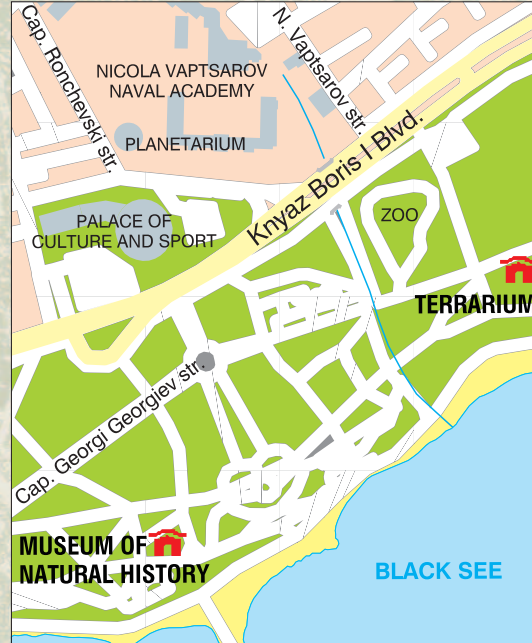 Cap. Ronchevski str.
N. Vaptsarov str.
NICOLA VAPTSAROV
NAVAL ACADEMY
PLANETARIUM
Knyaz Boris I Blvd.
PALACE OF
CULTURE AND SPORT
ZOO
TERRARIUM
Cap. Georgi Georgiev str.
MUSEUM OF
NATURAL HISTORY
BLACK SEE